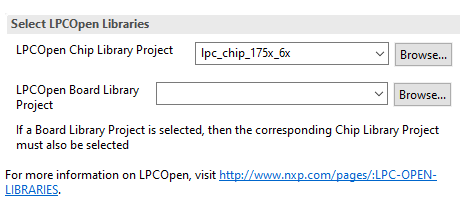 Select LPCOpen Libraries
LPCOpen Chip Library Project lpc_chip_175x_6x Browse...
LPCOpen Board Library
Project
Browse...
If a Board Library Project is selected, then the corresponding Chip Library Project
must also be selected
For more information on LPCOpen, visit http://www.nxp.com/pages/:LPC-OPEN-
LIBRARIES.